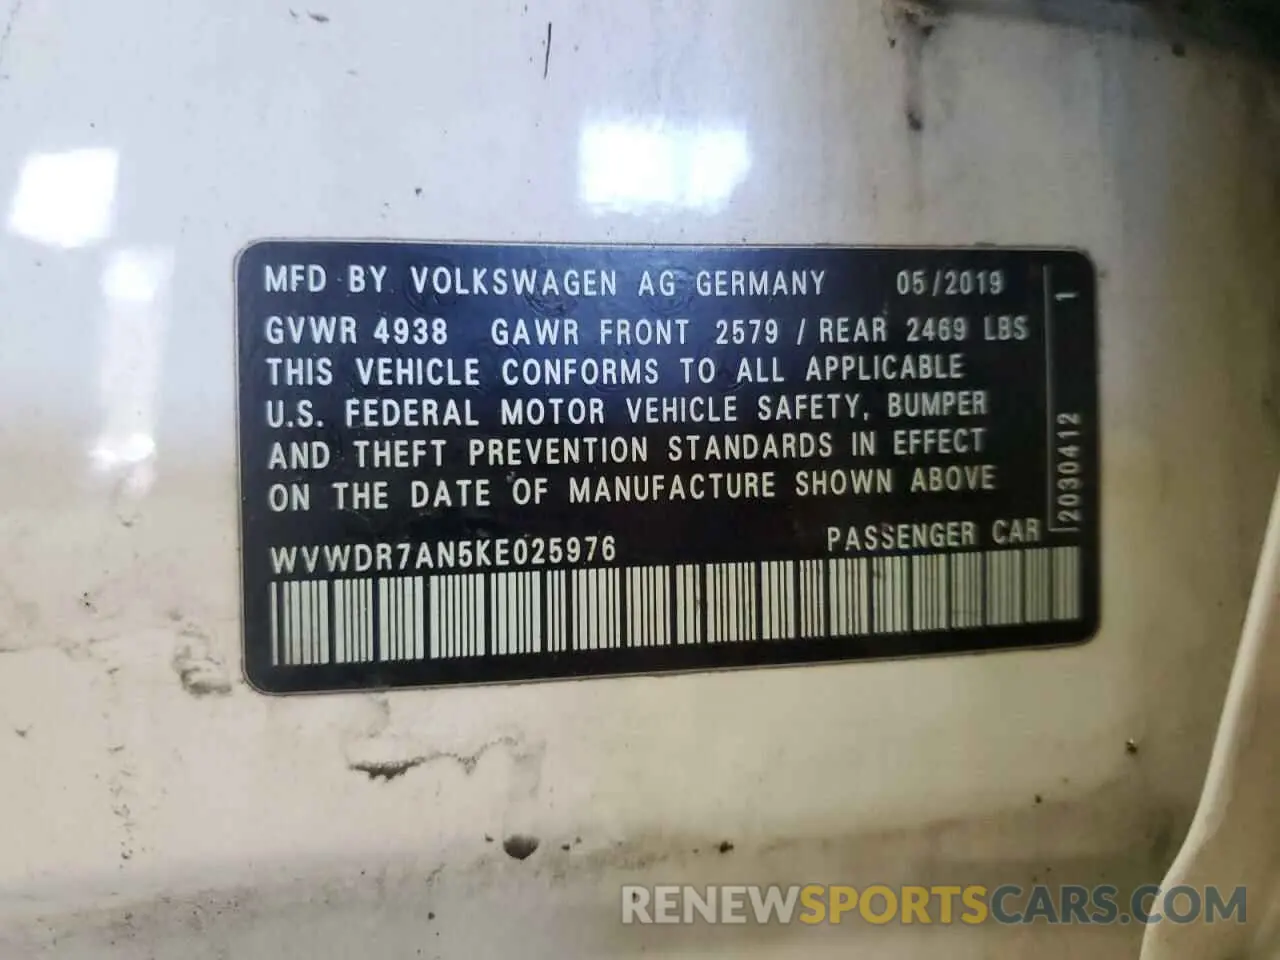 MFD BY VOLKSWAGEN AG GERMANY 05/2019
GVWR 4938 GAWR FRONT 2579 / REAR 2469 LBS
THIS VEHICLE CONFORMS TO ALL APPLICABLE
U.S. FEDERAL MOTOR VEHICLE SAFETY, BUMPER
AND THEFT PREVENTION STANDARDS IN EFFECT
ON THE DATE OF MANUFACTURE SHOWN ABOVE
WVWDR7AN5KE025976 PASSENGER CAR
2030412 1
RENEWSPORTSCARS.COM